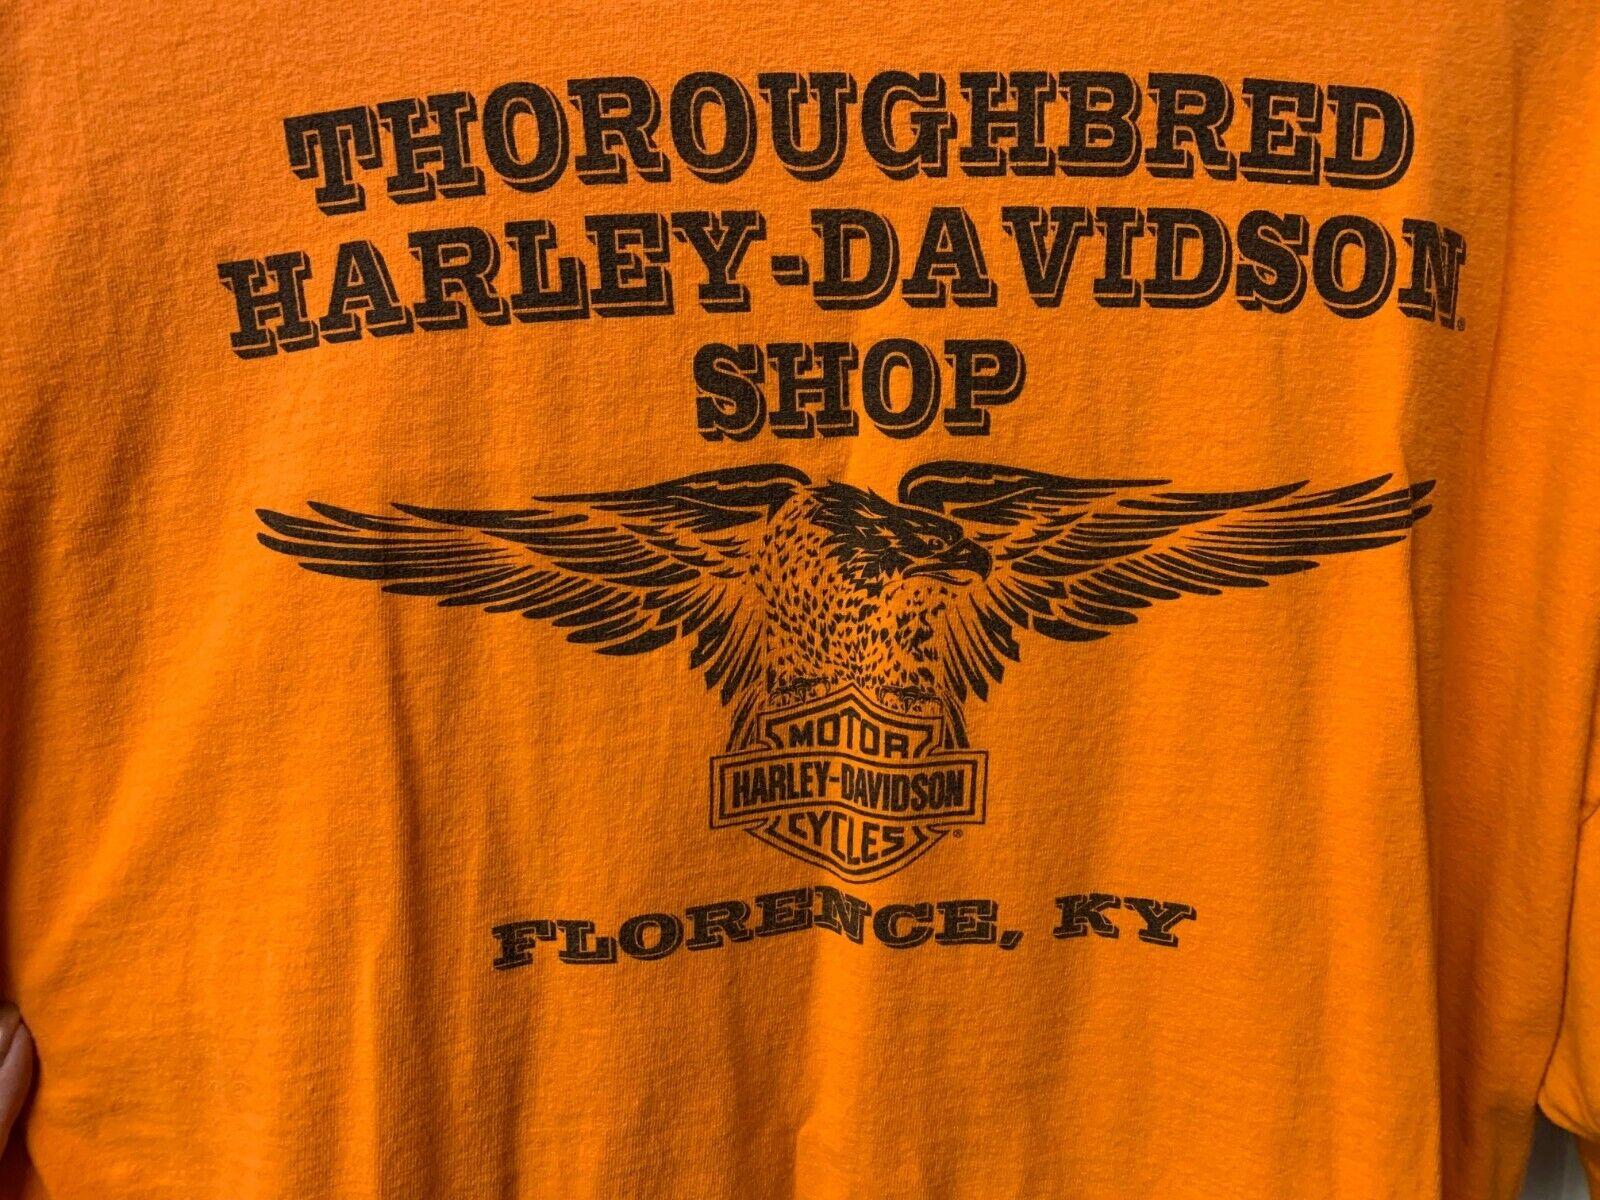 THOROUGHBRED
HARLEY-DAVIDSON®
SHOP
MOTOR
HARLEY-DAVIDSON
CYCLES®
FLORENCE, KY